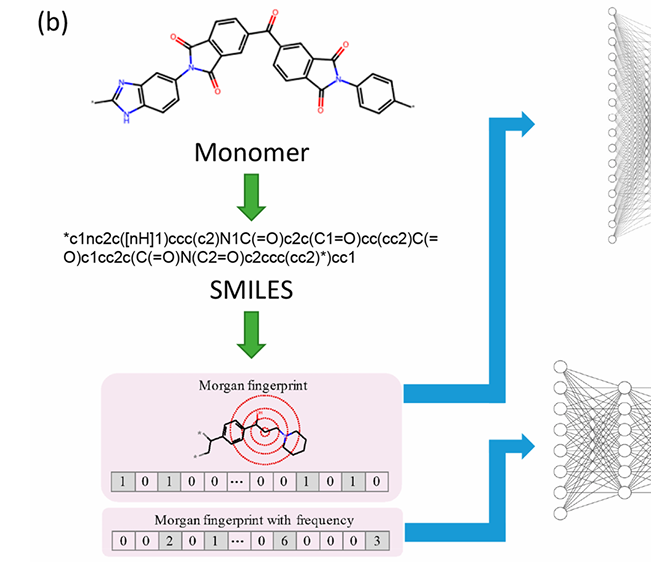 (b)
O
O
O
O
O
N
N
N
NH
*
*
Monomer
*c1nc2c([nH]1)ccc(c2)N1C(=O)c2c(C1=O)cc(cc2)C(=
O)c1cc2c(C(=O)N(C2=O)c2ccc(cc2)*)cc1
SMILES
Morgan fingerprint
1 0 1 0 0 ... 0 0 1 0 1 0
Morgan fingerprint with frequency
0 0 2 0 1 ... 0 6 0 0 0 3